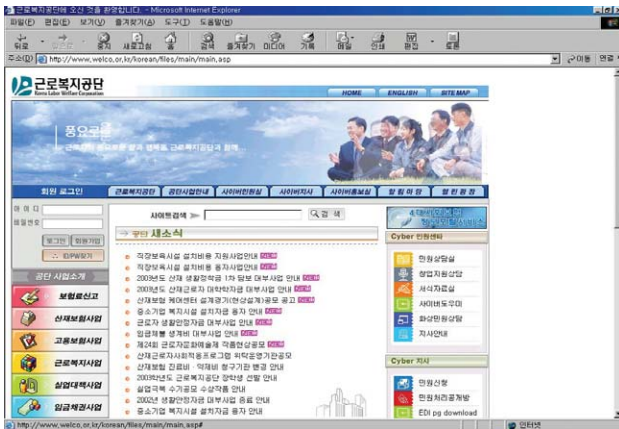 근로복지공단에 오신 것을 환영합니다. - Microsoft Internet Explorer
파일(F) 편집(E) 보기(V) 즐겨찾기(A) 도구(T) 도움말(H)
뒤로 앞으로 중지 새로고침 홈 검색 즐겨찾기 미디어 기록 메일 인쇄 편집 토론
주소(D) http://www.welco.or.kr/korean/files/main/main.asp 이동 연결
근로복지공단
Korea Labor Welfare Corporation
HOME ENGLISH SITE MAP
풍요로운
회원 로그인 근로복지공단 공단사업안내 사이버민원실 사이버지사 사이버홍보실 알림마당 열린광장
아 이 디
비밀번호
로그인 회원가입
ID/PW찾기
사이트검색 검 색
공단 새소식
직장보육시설 설치비용 지원사업안내 NEW
직장보육시설 설치비용 융자사업안내 NEW
2003년도 산재 생활정착금 1차 담보 대부사업 안내 NEW
2003년도 산재근로자 대학학자금 대부사업 안내 NEW
산재보험 케어센터 설계경기(현상설계)공모 공고 NEW
중소기업 복지시설 설치자금 융자 안내 NEW
근로자 생활안정자금 대부사업 안내 NEW
임금체불 생계비 대부사업 안내 NEW
제24회 근로자문화예술제 작품현상공모 NEW
산재근로자사회적응프로그램 위탁운영기관공모
산재보험 진료비·약제비 청구기관 변경 안내
2003학년도 근로복지공단 장학생 선발 안내
실업극복 수기공모 수상작품 안내
2002년 생활안정자금 대부사업 종료 안내
중소기업 복지시설 설치자금 융자 안내
공단 사업소개
보험료신고
산재보험사업
고용보험사업
근로복지사업
실업대책사업
임금채권사업
Cyber 민원센터
민원상담실
창업지원상담
서식자료실
사이버도우미
화상민원상담
지사안내
Cyber 지사
민원신청
민원처리공개방
EDI pg download
http://www.welco.or.kr/korean/files/main/main.asp# 인터넷